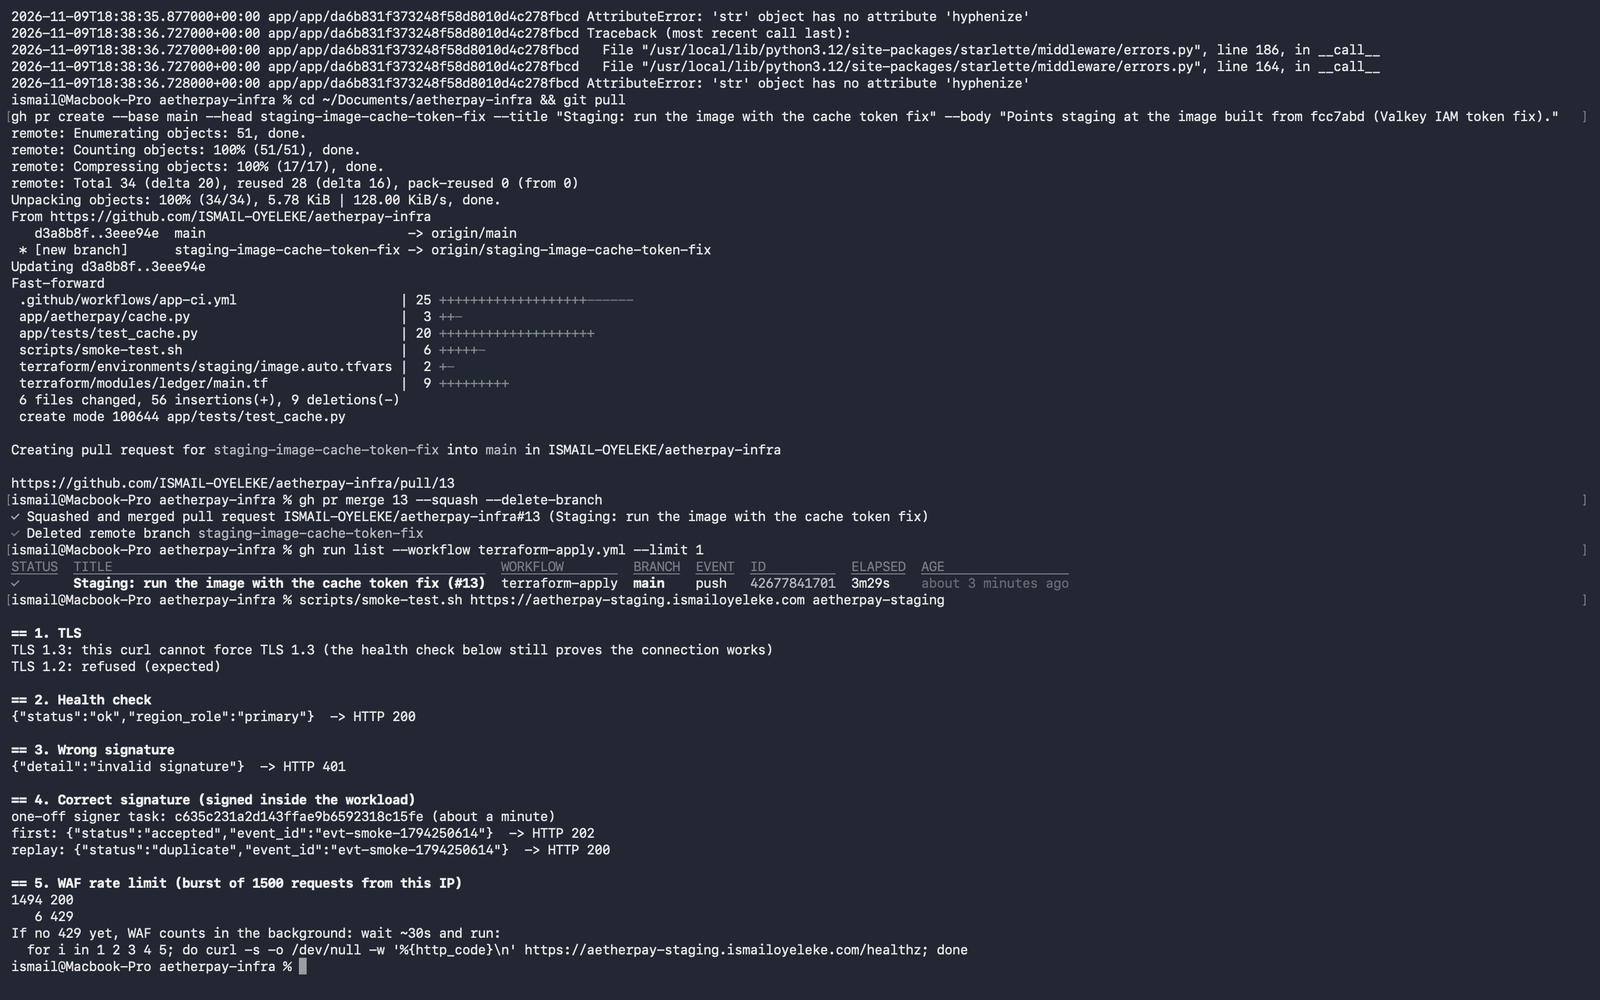 2026-11-09T18:38:35.877000+00:00 app/app/da6b831f373248f58d8010d4c278fbcd AttributeError: 'str' object has no attribute 'hyphenize'
2026-11-09T18:38:36.727000+00:00 app/app/da6b831f373248f58d8010d4c278fbcd Traceback (most recent call last):
2026-11-09T18:38:36.727000+00:00 app/app/da6b831f373248f58d8010d4c278fbcd   File "/usr/local/lib/python3.12/site-packages/starlette/middleware/errors.py", line 186, in __call__
2026-11-09T18:38:36.727000+00:00 app/app/da6b831f373248f58d8010d4c278fbcd   File "/usr/local/lib/python3.12/site-packages/starlette/middleware/errors.py", line 164, in __call__
2026-11-09T18:38:36.728000+00:00 app/app/da6b831f373248f58d8010d4c278fbcd AttributeError: 'str' object has no attribute 'hyphenize'
ismail@Macbook-Pro aetherpay-infra % cd ~/Documents/aetherpay-infra && git pull
[gh pr create --base main --head staging-image-cache-token-fix --title "Staging: run the image with the cache token fix" --body "Points staging at the image built from fcc7abd (Valkey IAM token fix)."   ]
remote: Enumerating objects: 51, done.
remote: Counting objects: 100% (51/51), done.
remote: Compressing objects: 100% (17/17), done.
remote: Total 34 (delta 20), reused 28 (delta 16), pack-reused 0 (from 0)
Unpacking objects: 100% (34/34), 5.78 KiB | 128.00 KiB/s, done.
From https://github.com/ISMAIL-OYELEKE/aetherpay-infra
   d3a8b8f..3eee94e  main                          -> origin/main
 * [new branch]      staging-image-cache-token-fix -> origin/staging-image-cache-token-fix
Updating d3a8b8f..3eee94e
Fast-forward
 .github/workflows/app-ci.yml                     | 25 +++++++++++++++++++------
 app/aetherpay/cache.py                           |  3 ++-
 app/tests/test_cache.py                          | 20 ++++++++++++++++++++
 scripts/smoke-test.sh                            |  6 +++++-
 terraform/environments/staging/image.auto.tfvars |  2 +-
 terraform/modules/ledger/main.tf                 |  9 +++++++++
 6 files changed, 56 insertions(+), 9 deletions(-)
 create mode 100644 app/tests/test_cache.py
Creating pull request for staging-image-cache-token-fix into main in ISMAIL-OYELEKE/aetherpay-infra
https://github.com/ISMAIL-OYELEKE/aetherpay-infra/pull/13
[ismail@Macbook-Pro aetherpay-infra % gh pr merge 13 --squash --delete-branch ]
✓ Squashed and merged pull request ISMAIL-OYELEKE/aetherpay-infra#13 (Staging: run the image with the cache token fix)
✓ Deleted remote branch staging-image-cache-token-fix
[ismail@Macbook-Pro aetherpay-infra % gh run list --workflow terraform-apply.yml --limit 1 ]
STATUS  TITLE  WORKFLOW  BRANCH  EVENT  ID  ELAPSED  AGE
✓  Staging: run the image with the cache token fix (#13)  terraform-apply  main  push  42677841701  3m29s  about 3 minutes ago
[ismail@Macbook-Pro aetherpay-infra % scripts/smoke-test.sh https://aetherpay-staging.ismailoyeleke.com aetherpay-staging ]
== 1. TLS
TLS 1.3: this curl cannot force TLS 1.3 (the health check below still proves the connection works)
TLS 1.2: refused (expected)
== 2. Health check
{"status":"ok","region_role":"primary"}  -> HTTP 200
== 3. Wrong signature
{"detail":"invalid signature"}  -> HTTP 401
== 4. Correct signature (signed inside the workload)
one-off signer task: c635c231a2d143ffae9b6592318c15fe (about a minute)
first: {"status":"accepted","event_id":"evt-smoke-1794250614"}  -> HTTP 202
replay: {"status":"duplicate","event_id":"evt-smoke-1794250614"}  -> HTTP 200
== 5. WAF rate limit (burst of 1500 requests from this IP)
1494 200
   6 429
If no 429 yet, WAF counts in the background: wait ~30s and run:
  for i in 1 2 3 4 5; do curl -s -o /dev/null -w '%{http_code}\n' https://aetherpay-staging.ismailoyeleke.com/healthz; done
ismail@Macbook-Pro aetherpay-infra %